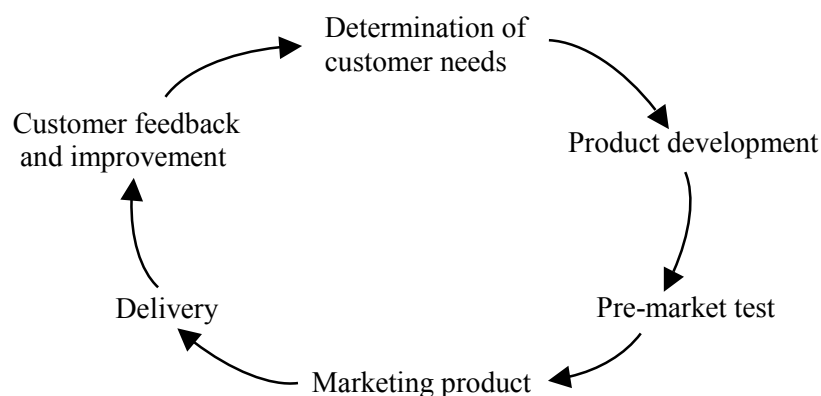 Determination of
customer needs
Product development
Pre-market test
Marketing product
Delivery
Customer feedback
and improvement